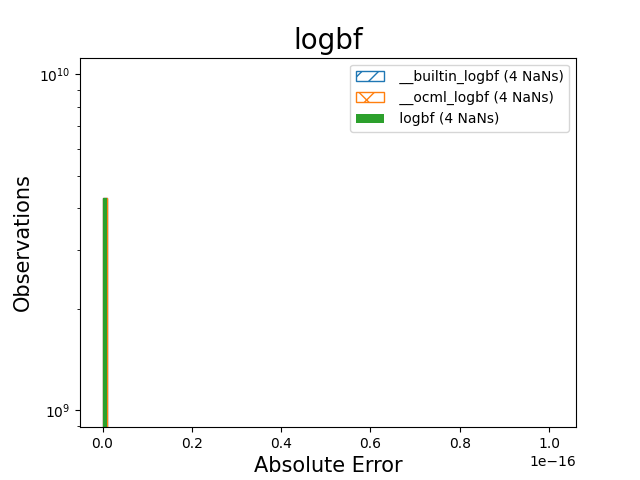 logbf
Observations
10^10
10^9
__builtin_logbf (4 NaNs)
__ocml_logbf (4 NaNs)
logbf (4 NaNs)
0.0 0.2 0.4 0.6 0.8 1.0
1e−16
Absolute Error